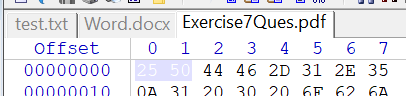 test.txt Word.docx Exercise7Ques.pdf
Offset 0 1 2 3 4 5 6 7
00000000 25 50 44 46 2D 31 2E 35
00000010 0A 31 20 30 20 6F 62 6A